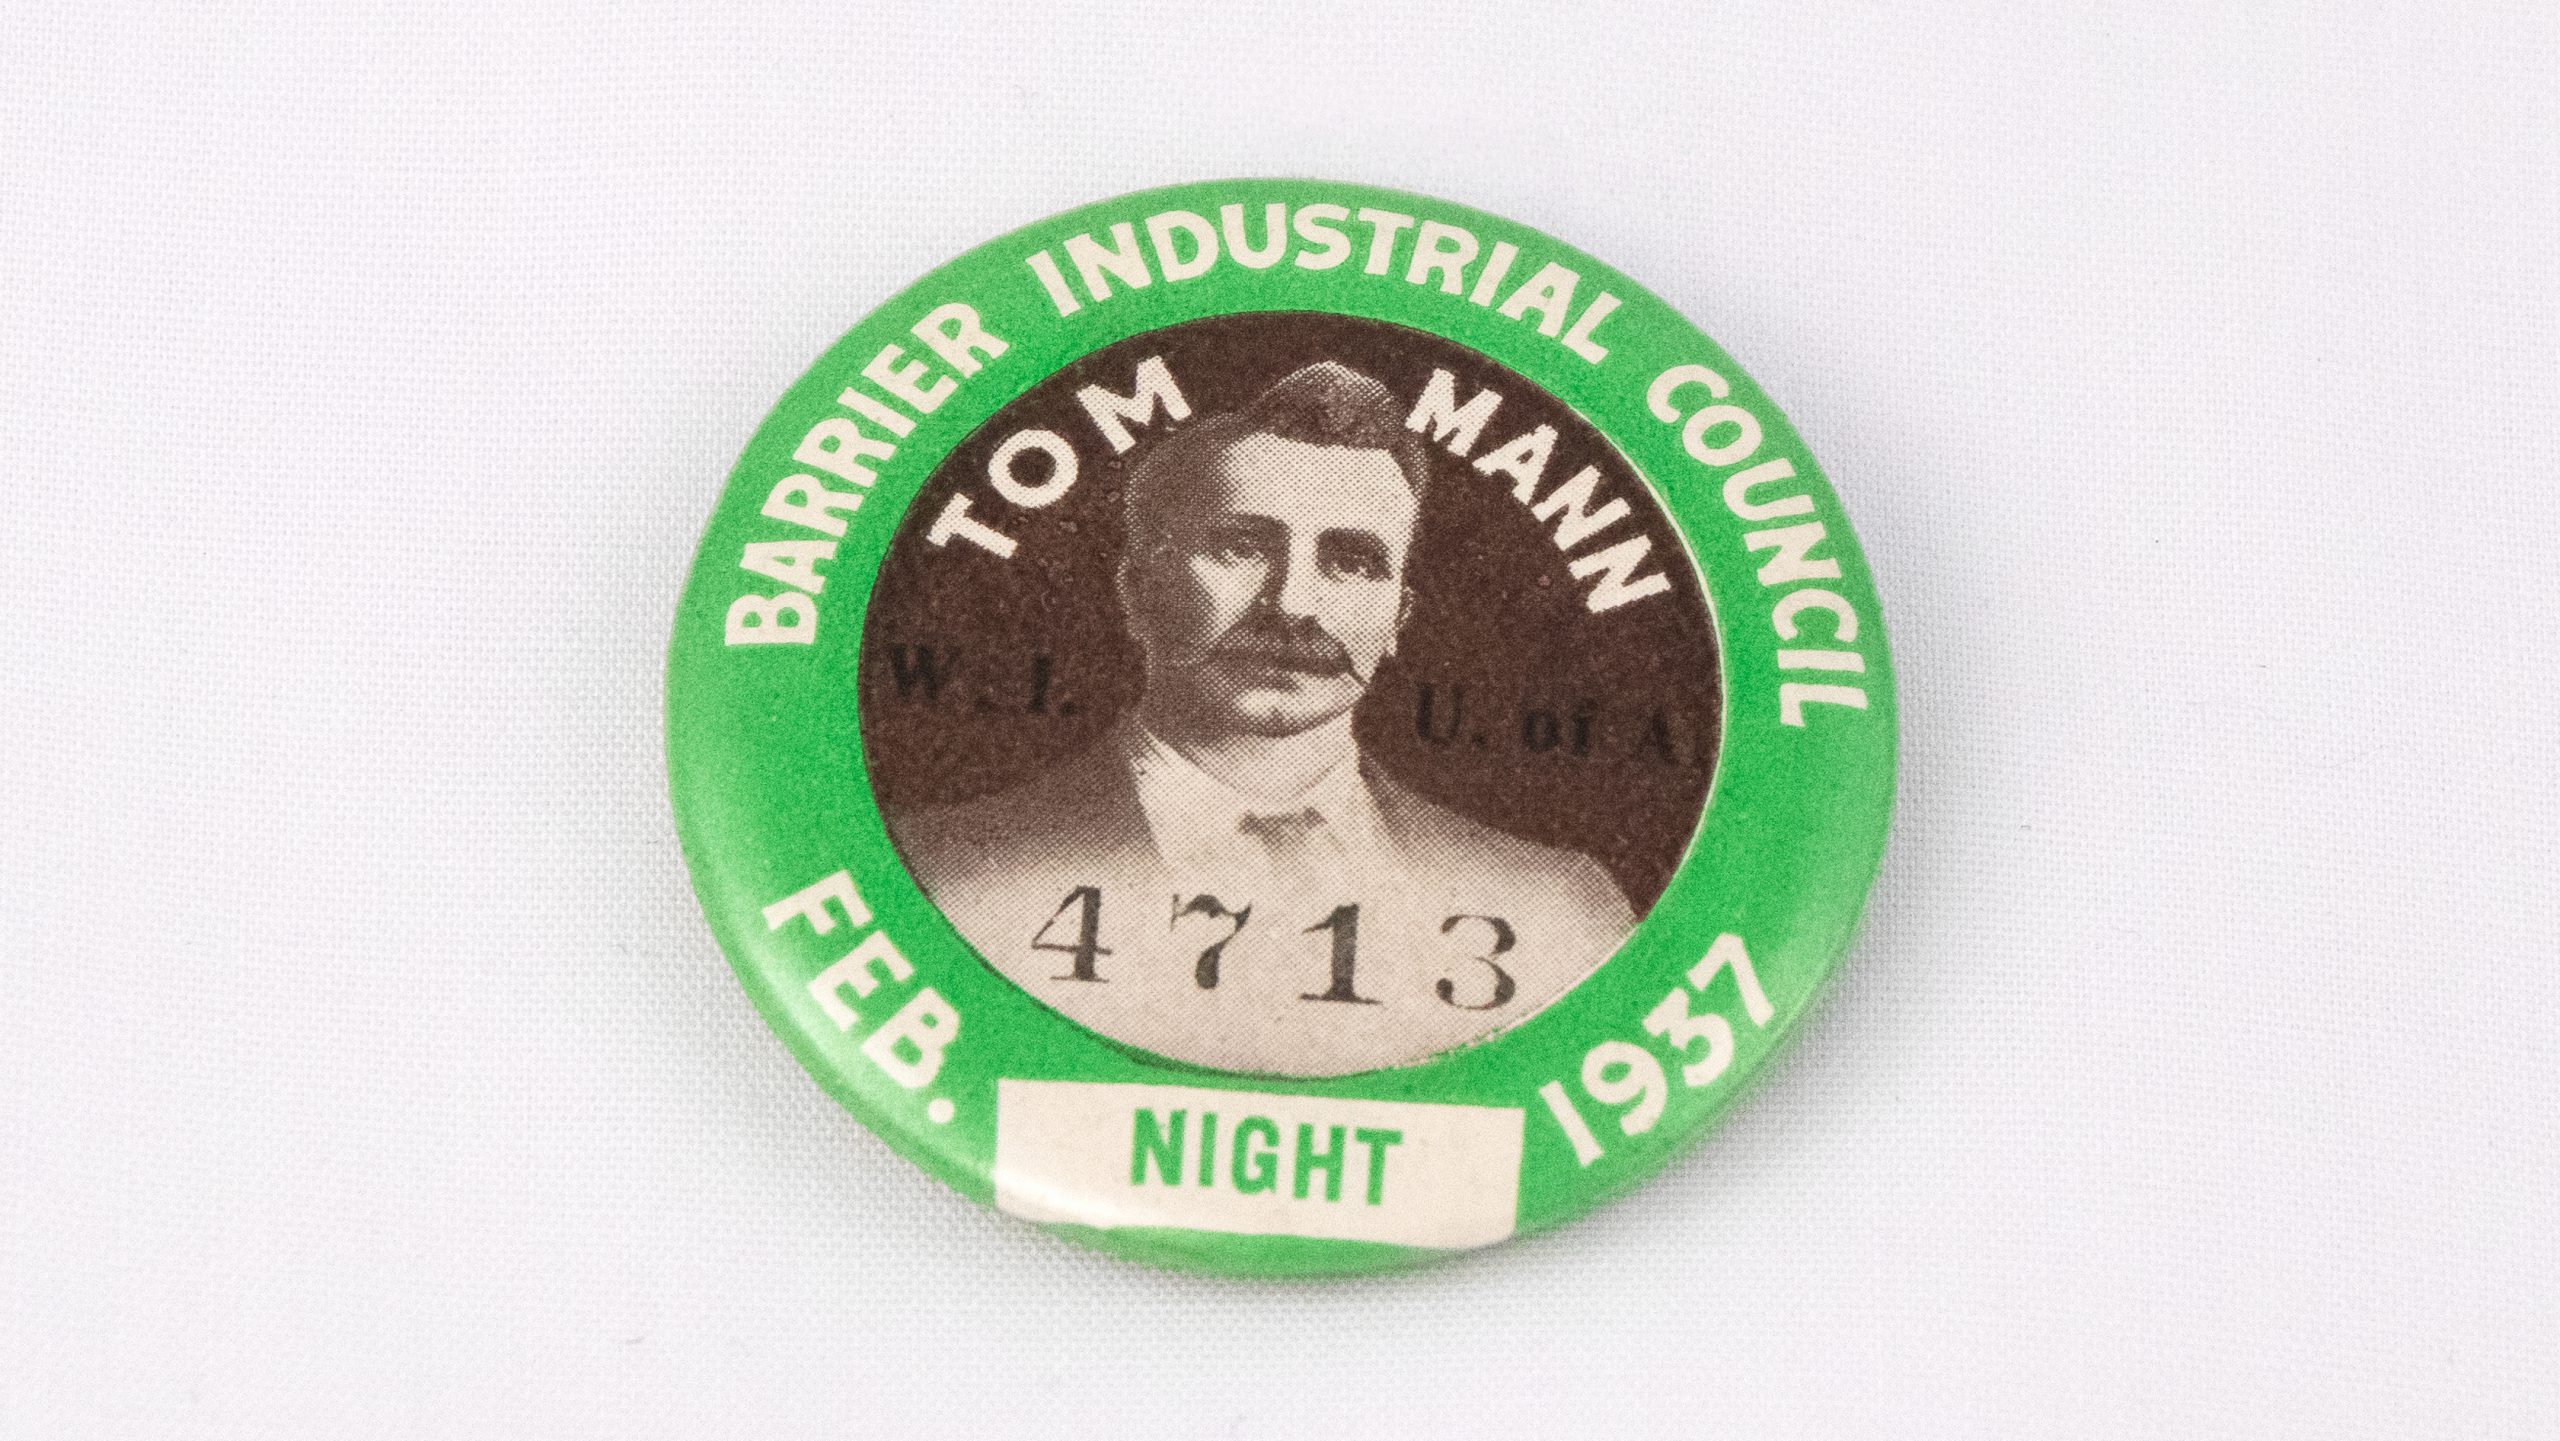 BARRIER INDUSTRIAL COUNCIL
TOM MANN
W. I. U. of A.
4713
FEB. 1937
NIGHT